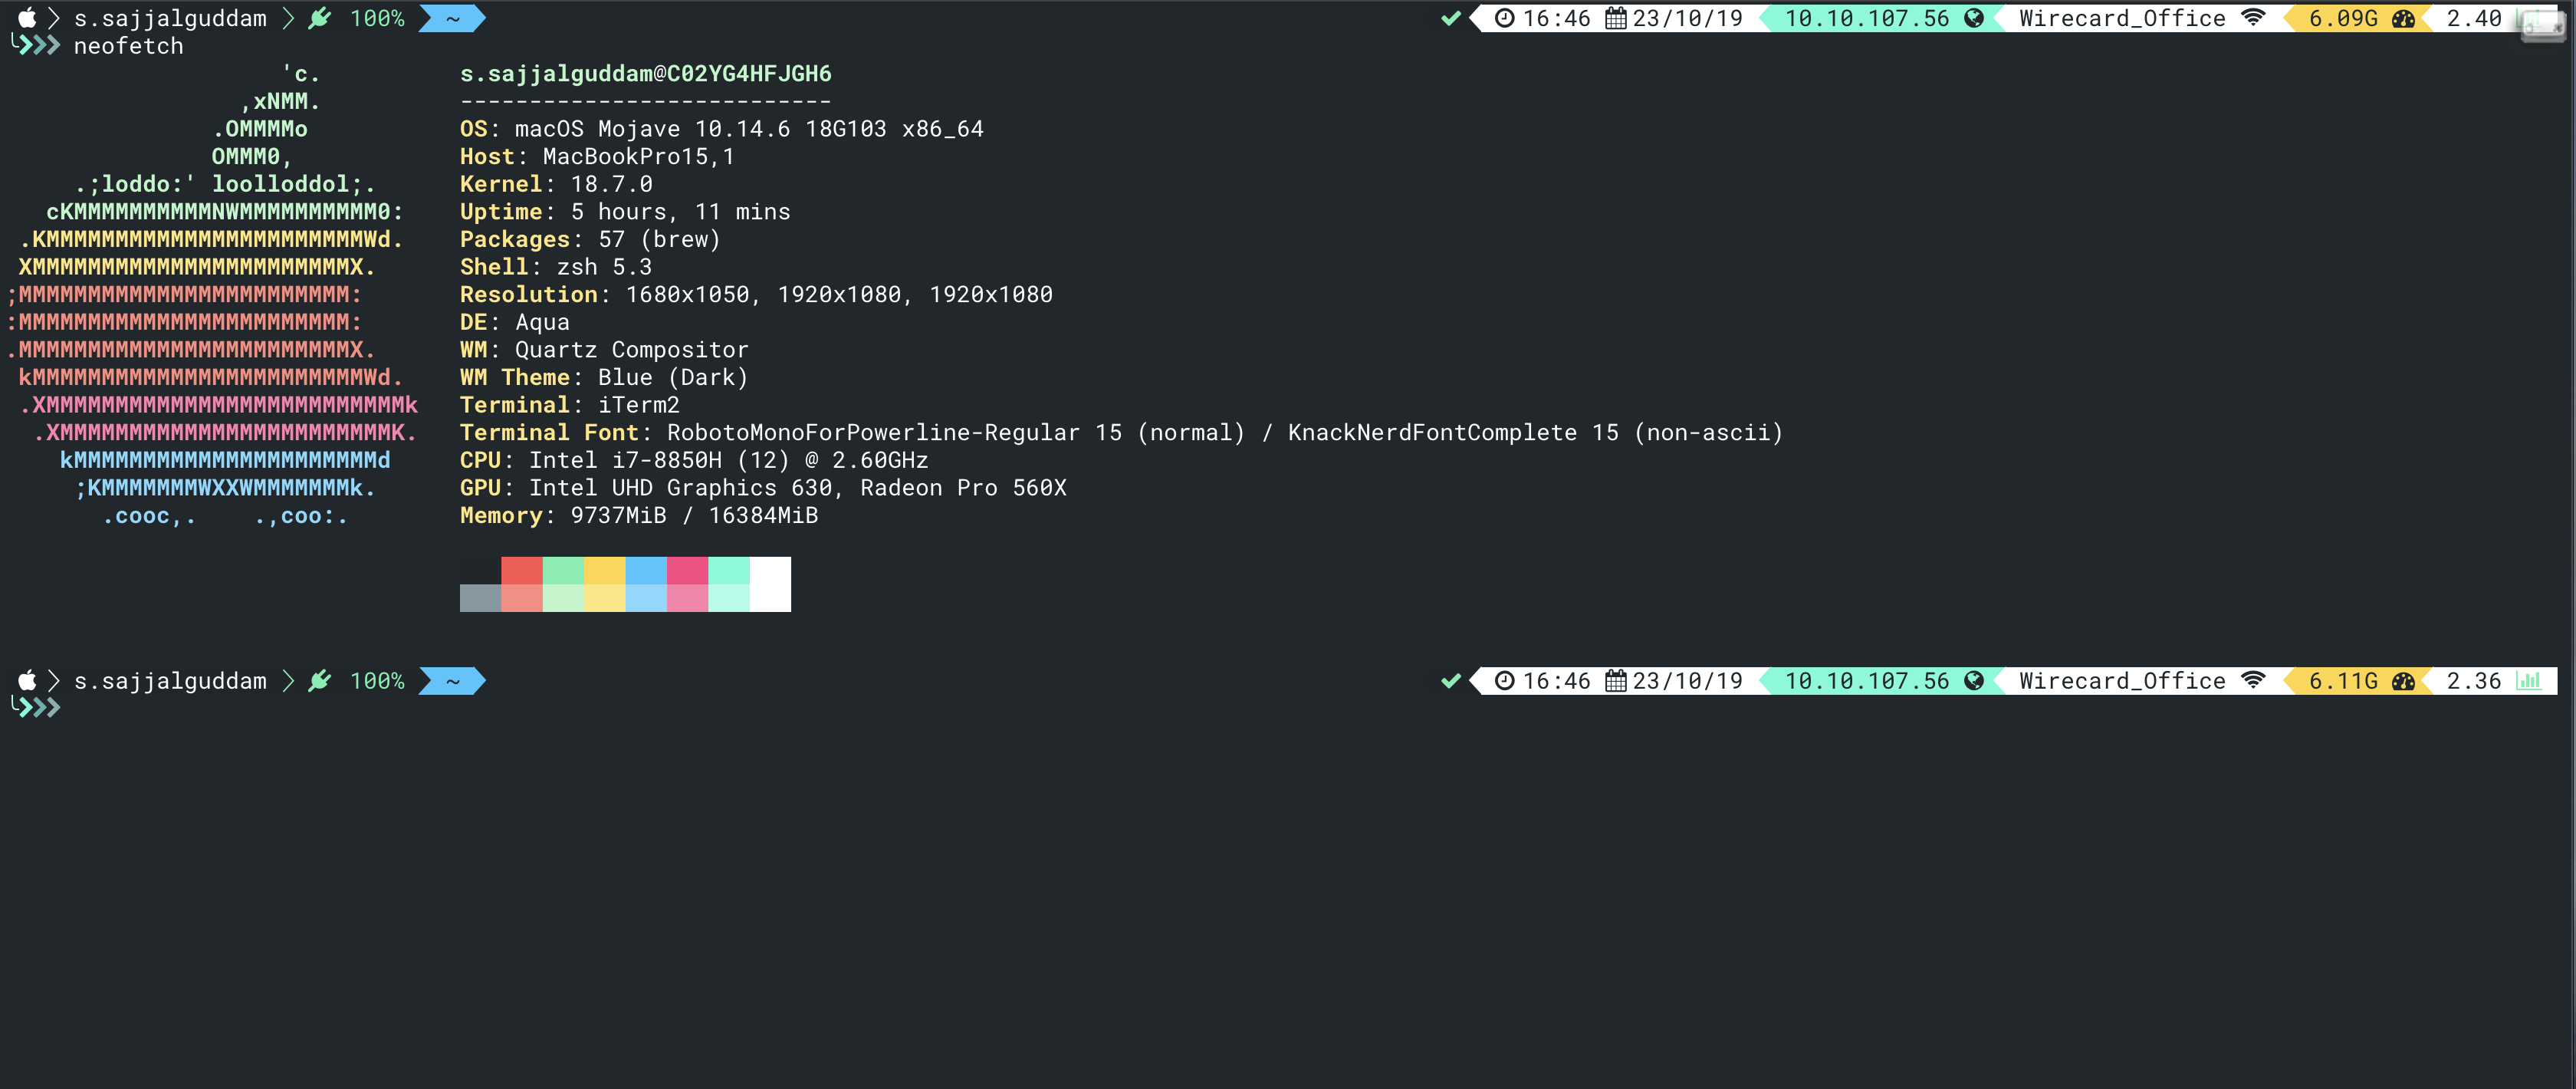 s.sajjalguddam 100% ~ 16:46 23/10/19 10.10.107.56 Wirecard_Office 6.09G 2.40
neofetch
'c. s.sajjalguddam@C02YG4HFJGH6
,xNMM. ---------------------------
.OMMMMo OS: macOS Mojave 10.14.6 18G103 x86_64
OMMM0, Host: MacBookPro15,1
.;loddo:' loolloddol;. Kernel: 18.7.0
cKMMMMMMMMMMNWMMMMMMMMMM0: Uptime: 5 hours, 11 mins
.KMMMMMMMMMMMMMMMMMMMMMMMWd. Packages: 57 (brew)
XMMMMMMMMMMMMMMMMMMMMMMMX. Shell: zsh 5.3
;MMMMMMMMMMMMMMMMMMMMMMMM: Resolution: 1680x1050, 1920x1080, 1920x1080
:MMMMMMMMMMMMMMMMMMMMMMMM: DE: Aqua
.MMMMMMMMMMMMMMMMMMMMMMMMX. WM: Quartz Compositor
kMMMMMMMMMMMMMMMMMMMMMMMMWd. WM Theme: Blue (Dark)
.XMMMMMMMMMMMMMMMMMMMMMMMMMMk Terminal: iTerm2
.XMMMMMMMMMMMMMMMMMMMMMMMMK. Terminal Font: RobotoMonoForPowerline-Regular 15 (normal) / KnackNerdFontComplete 15 (non-ascii)
kMMMMMMMMMMMMMMMMMMMMMMd CPU: Intel i7-8850H (12) @ 2.60GHz
;KMMMMMMMWXXWMMMMMMMk. GPU: Intel UHD Graphics 630, Radeon Pro 560X
.cooc,. .,coo:. Memory: 9737MiB / 16384MiB
s.sajjalguddam 100% ~ 16:46 23/10/19 10.10.107.56 Wirecard_Office 6.11G 2.36